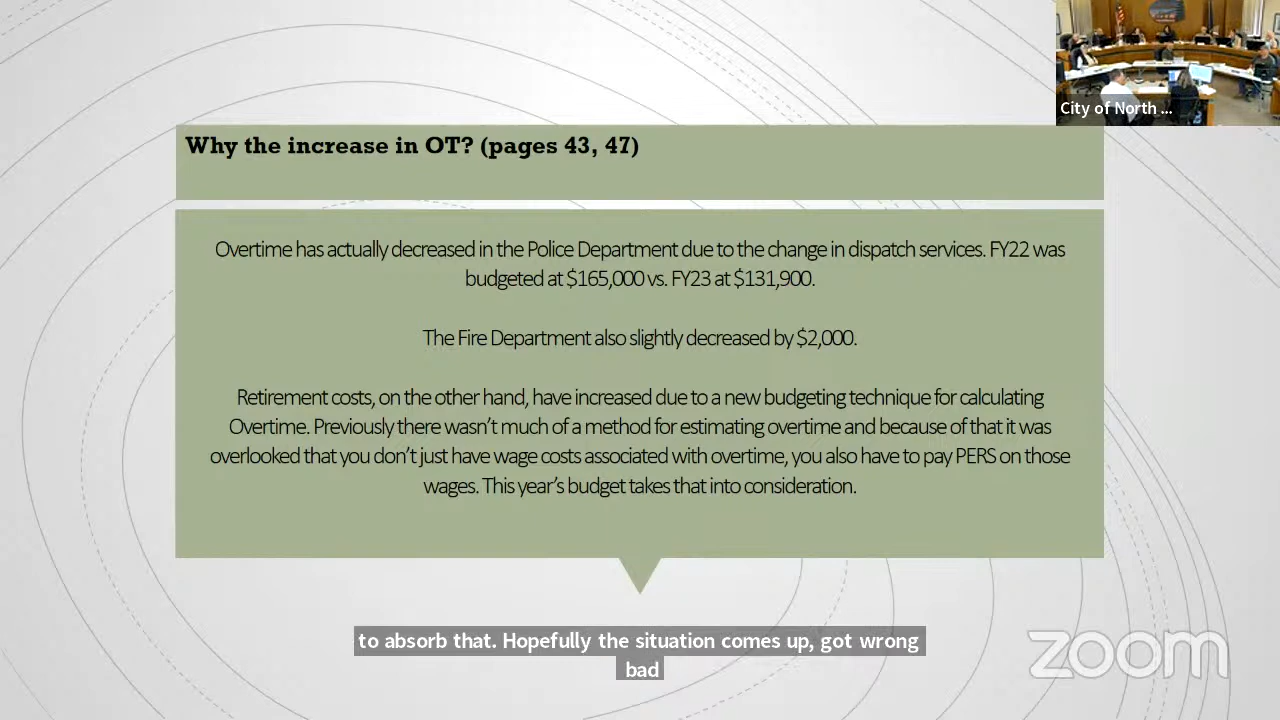 City of North ...
Why the increase in OT? (pages 43, 47)
Overtime has actually decreased in the Police Department due to the change in dispatch services. FY22 was
budgeted at $165,000 vs. FY23 at $131,900.
The Fire Department also slightly decreased by $2,000.
Retirement costs, on the other hand, have increased due to a new budgeting technique for calculating
Overtime. Previously there wasn't much of a method for estimating overtime and because of that it was
overlooked that you don't just have wage costs associated with overtime, you also have to pay PERS on those
wages. This year's budget takes that into consideration.
to absorb that. Hopefully the situation comes up, got wrong
bad
zoom